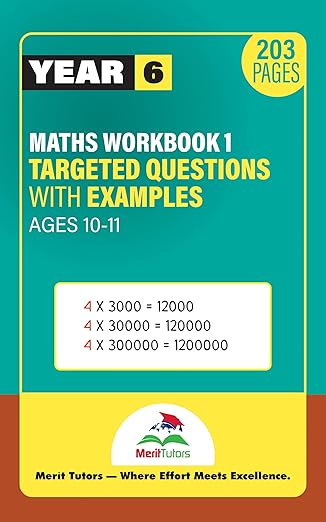 YEAR 6
203
PAGES
MATHS WORKBOOK 1
TARGETED QUESTIONS
WITH EXAMPLES
AGES 10-11
4 X 3000 = 12000
4 X 30000 = 120000
4 X 300000 = 1200000
MeritTutors
Merit Tutors — Where Effort Meets Excellence.